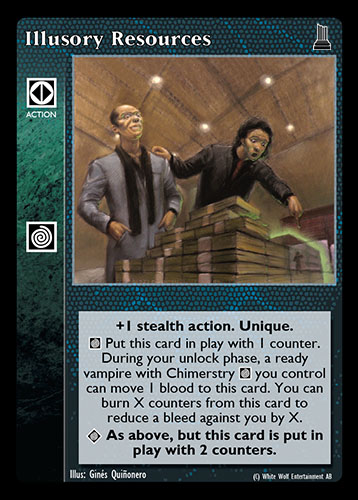 Illusory Resources
ACTION
+1 stealth action. Unique.
Put this card in play with 1 counter.
During your unlock phase, a ready
vampire with Chimerstry you control
can move 1 blood to this card. You can
burn X counters from this card to
reduce a bleed against you by X.
As above, but this card is put in
play with 2 counters.
Illus: Ginés Quiñonero
(C) White Wolf Entertainment AB